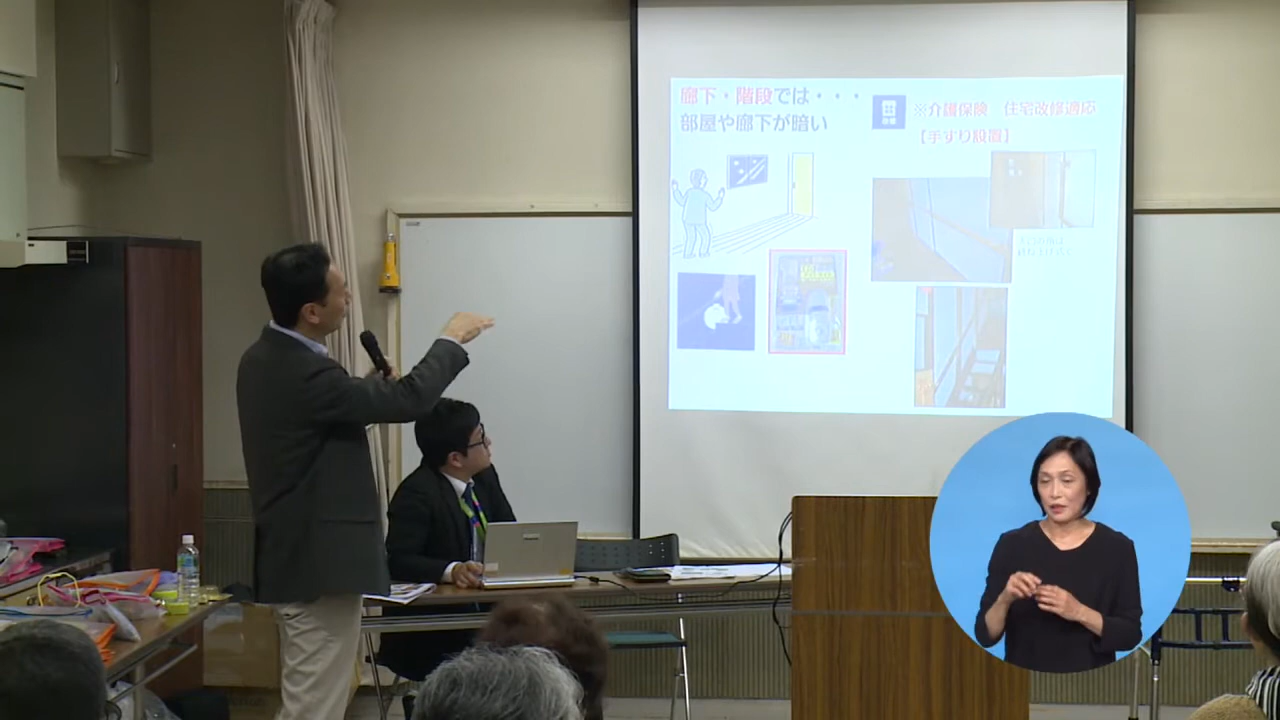 廊下・階段では・・・
部屋や廊下が暗い
※介護保険 住宅改修適応
【手すり設置】